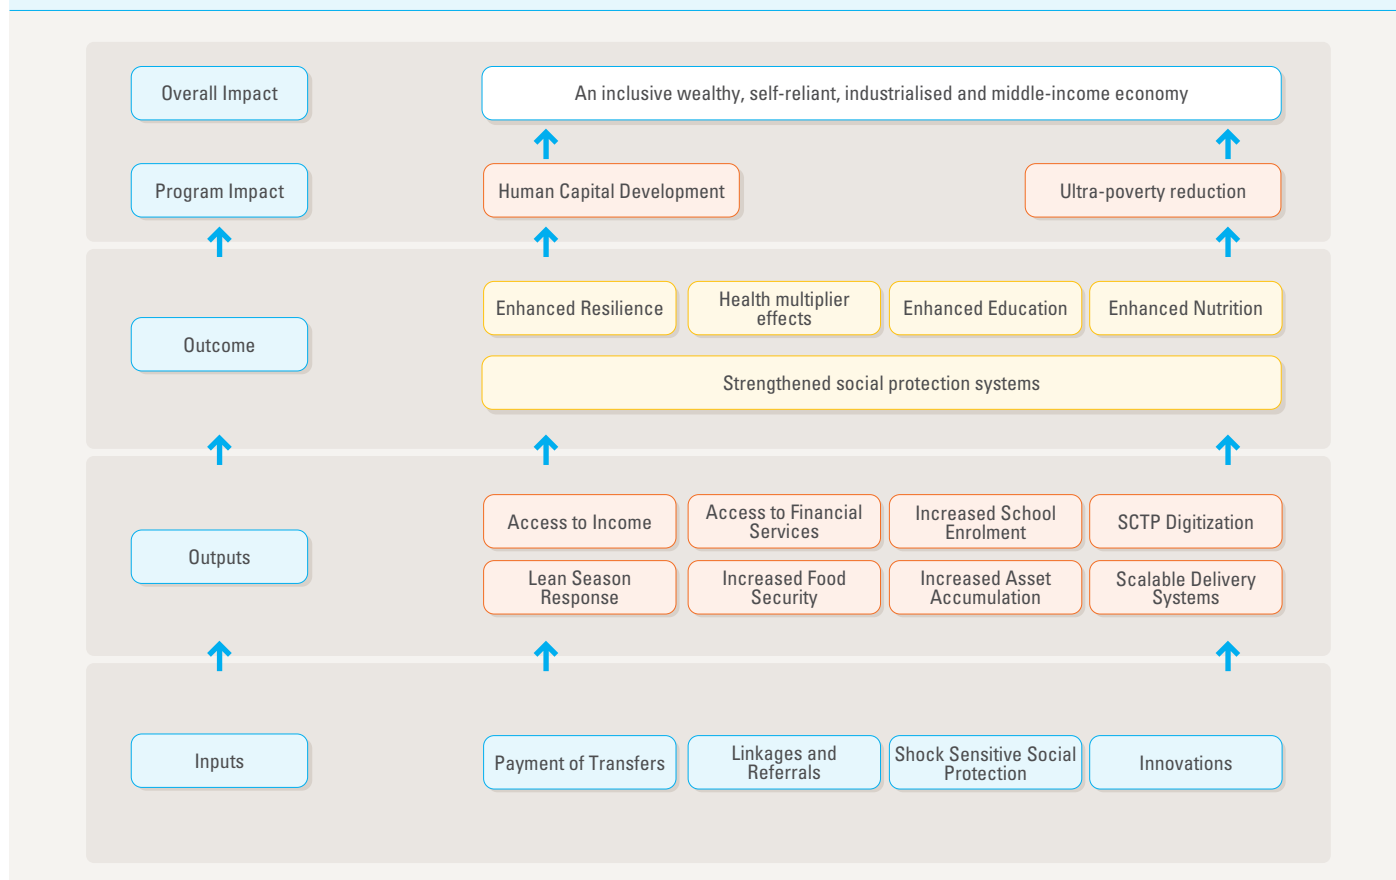 Overall Impact
An inclusive wealthy, self-reliant, industrialised and middle-income economy
Program Impact
Human Capital Development
Ultra-poverty reduction
Outcome
Enhanced Resilience
Health multiplier
effects
Enhanced Education
Enhanced Nutrition
Strengthened social protection systems
Outputs
Access to Income
Access to Financial
Services
Increased School
Enrolment
SCTP Digitization
Lean Season
Response
Increased Food
Security
Increased Asset
Accumulation
Scalable Delivery
Systems
Inputs
Payment of Transfers
Linkages and
Referrals
Shock Sensitive Social
Protection
Innovations